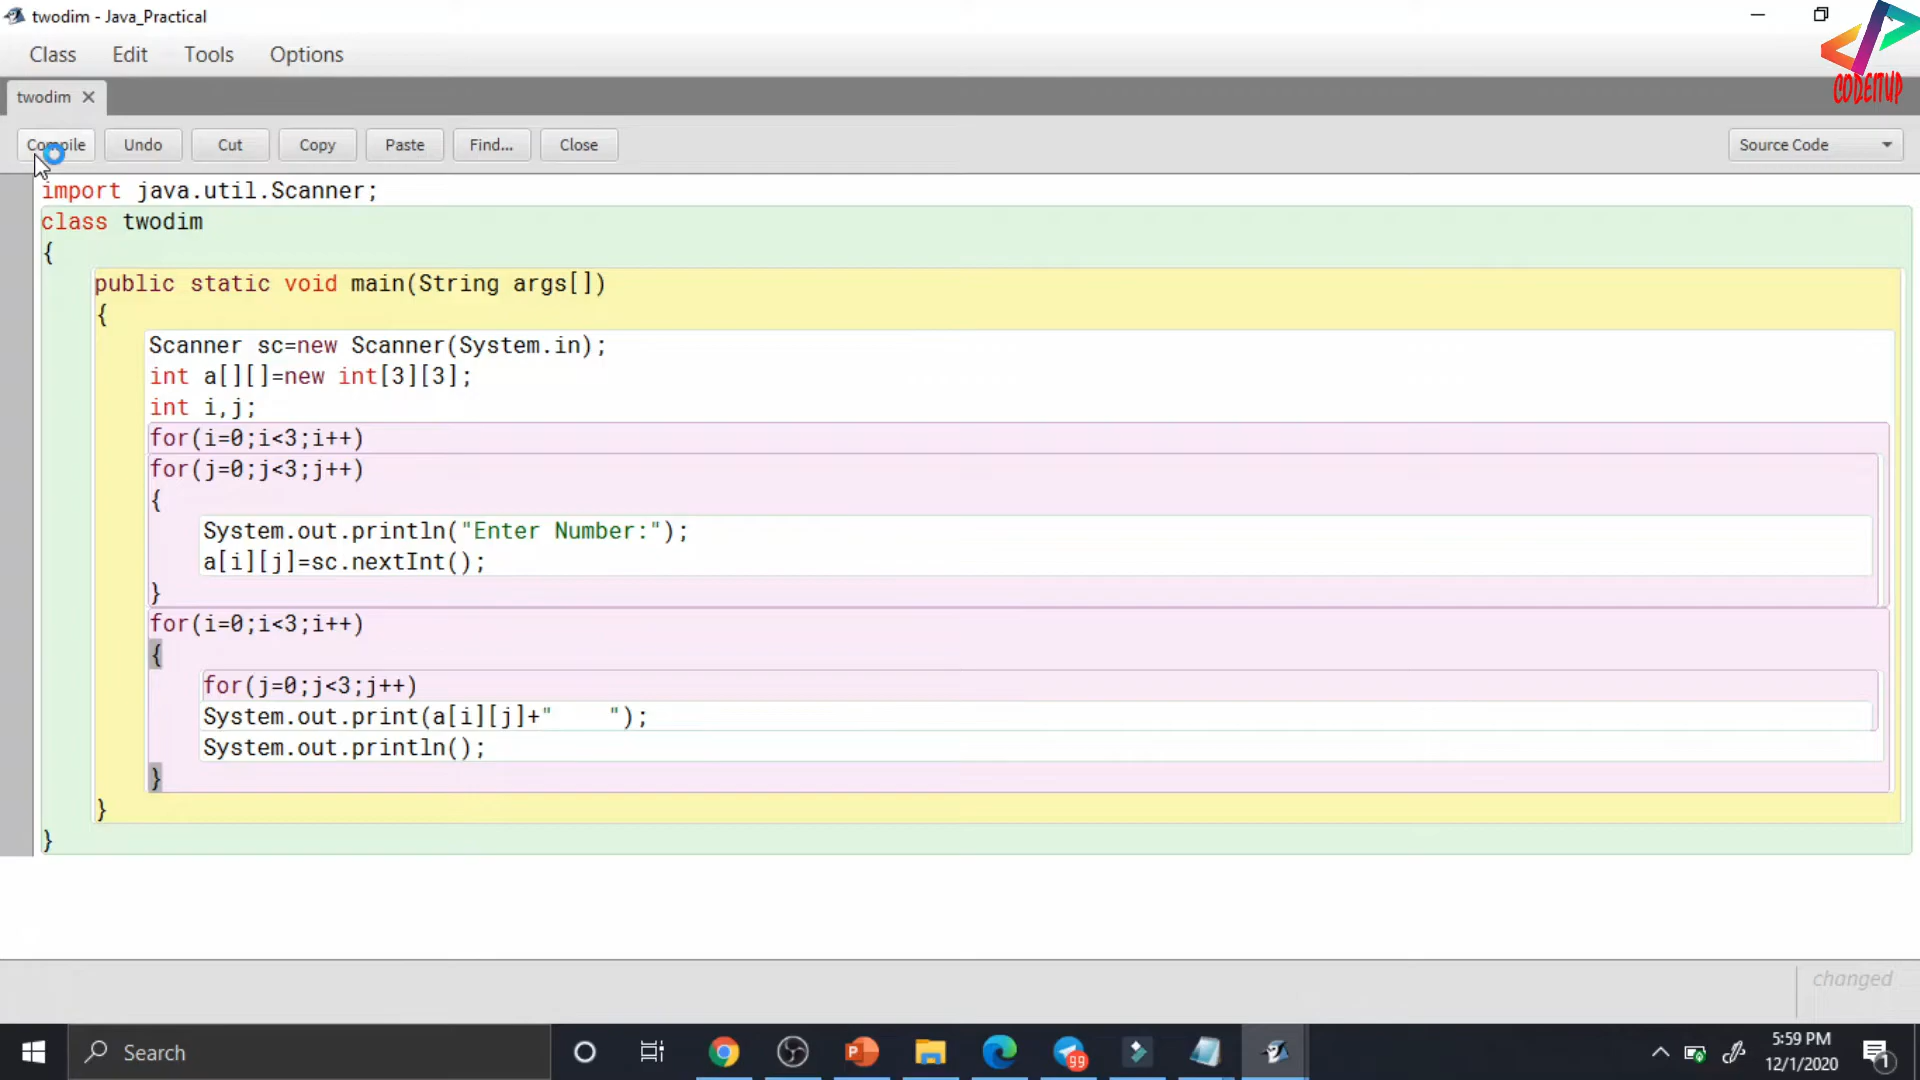 twodim - Java_Practical
Class Edit Tools Options
CODEITUP
twodim
Compile Undo Cut Copy Paste Find... Close Source Code
import java.util.Scanner;
class twodim
{
public static void main(String args[])
{
Scanner sc=new Scanner(System.in);
int a[][]=new int[3][3];
int i,j;
for(i=0;i<3;i++)
for(j=0;j<3;j++)
{
System.out.println("Enter Number:");
a[i][j]=sc.nextInt();
}
for(i=0;i<3;i++)
{
for(j=0;j<3;j++)
System.out.print(a[i][j]+"    ");
System.out.println();
}
}
}
changed
Search 99 5:59 PM
12/1/2020 1